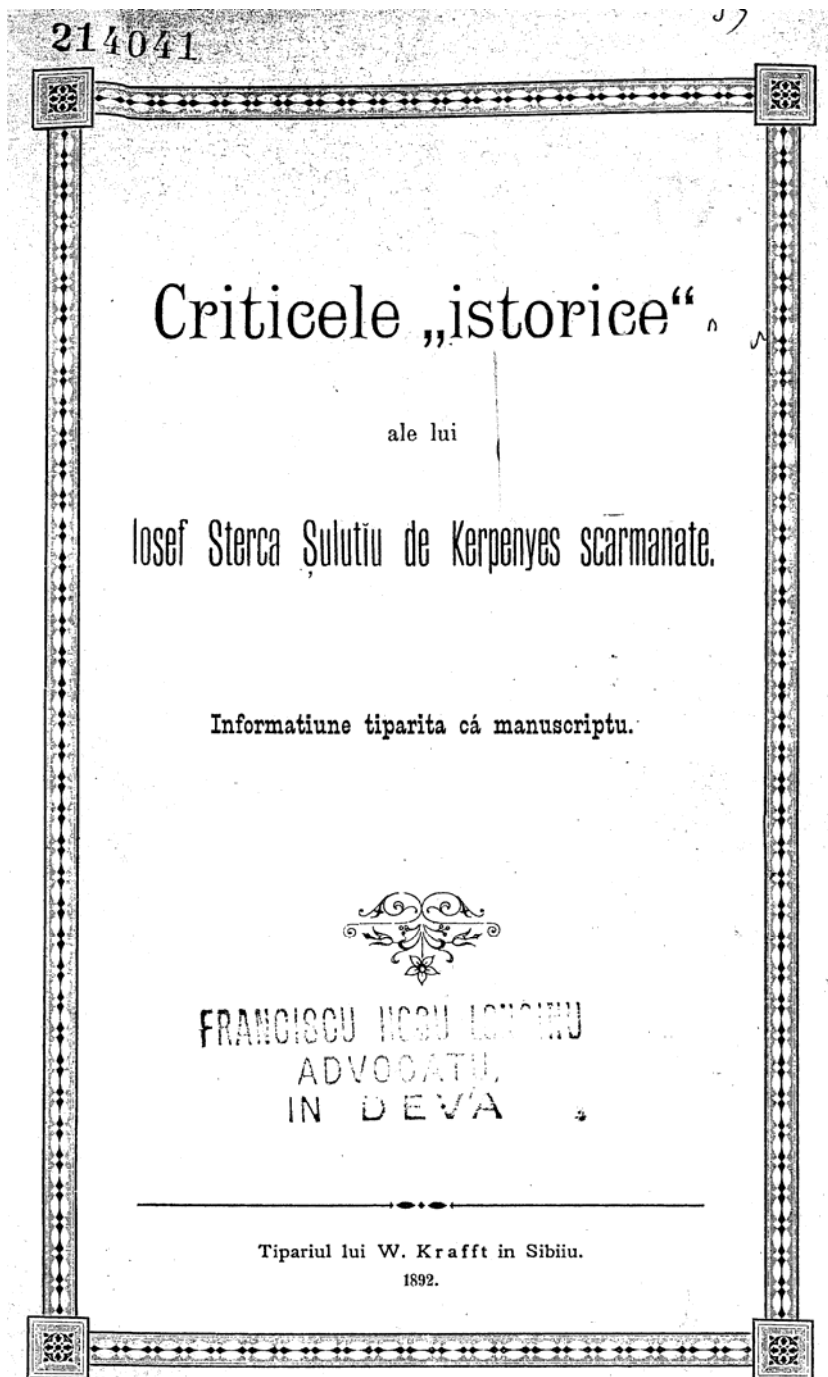 214041
Criticele „istorice“
ale lui
Iosef Sterca Șulutiu de Kerpenyes scarmanate.
Informatiune tiparita cá manuscriptu.
FRANCISCU
ADVOCATU,
IN DEVA
Tipariul lui W. Krafft in Sibiiu.
1892.